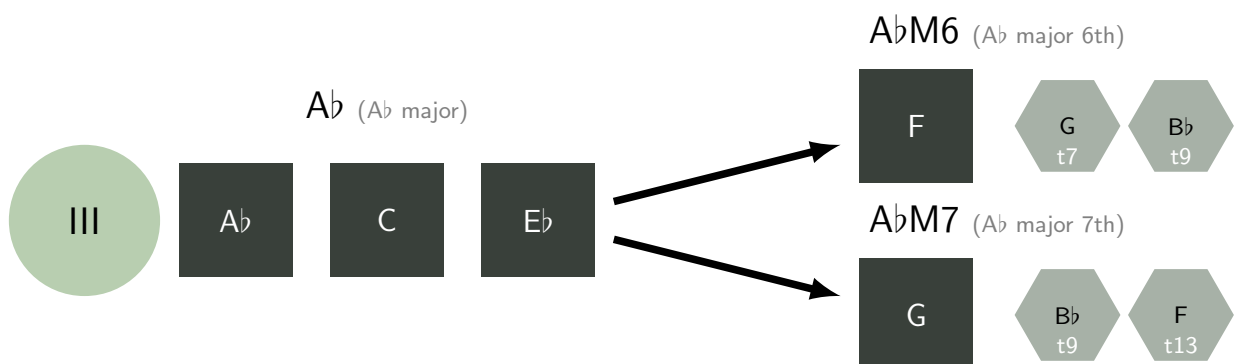 A♭M6 (A♭ major 6th)
A♭ (A♭ major)
F
G
t7
B♭
t9
III
A♭
C
E♭
A♭M7 (A♭ major 7th)
G
B♭
t9
F
t13